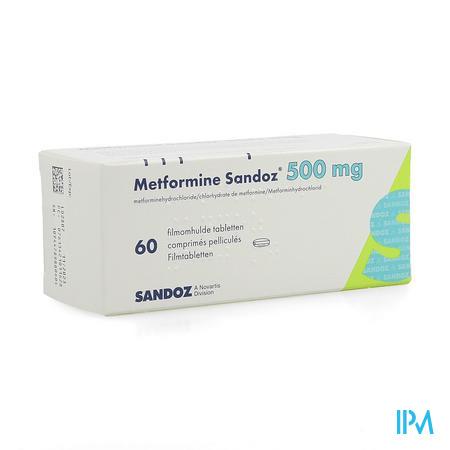 Metformine Sandoz® 500 mg
metforminehydrochloride/chlorhydrate de metformine/Metforminhydrochlorid
60
filmomhulde tabletten
comprimés pelliculés
Filmtabletten
SANDOZ
A Novartis
Division
SANDOZ
IPM